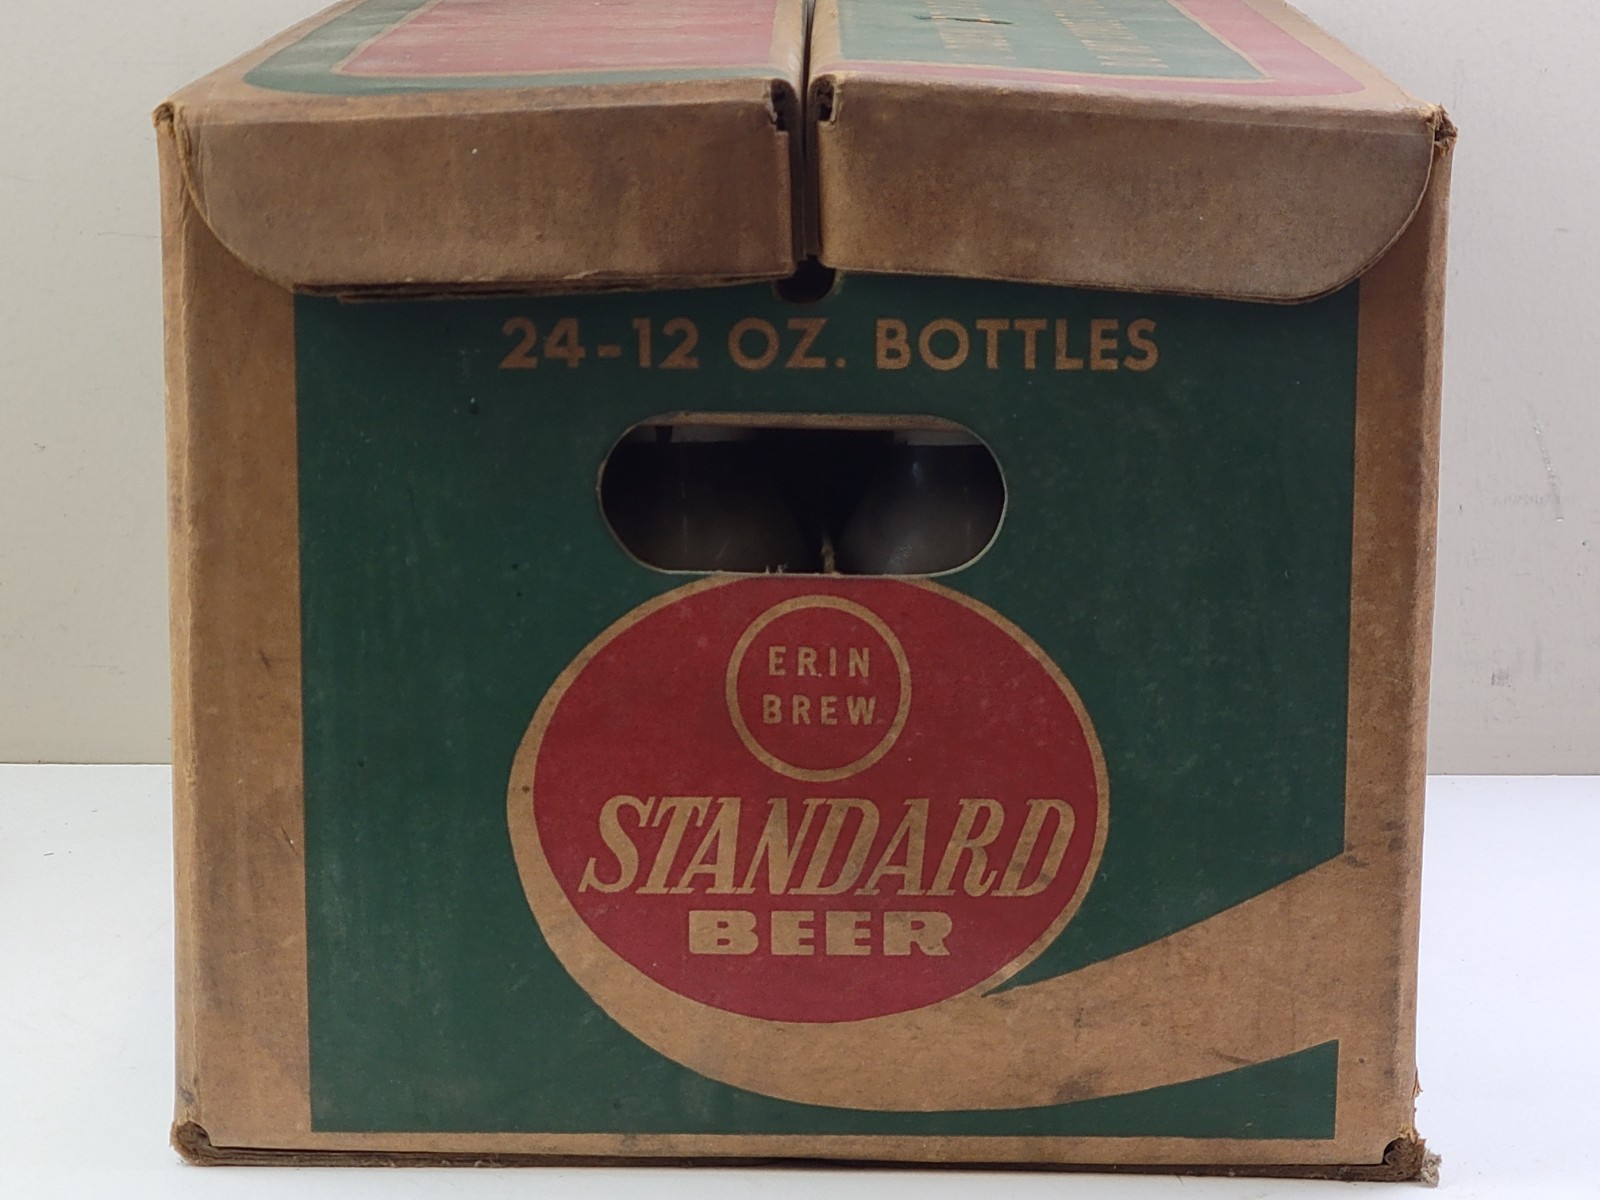 24-12 OZ. BOTTLES
ERIN
BREW
STANDARD
BEER